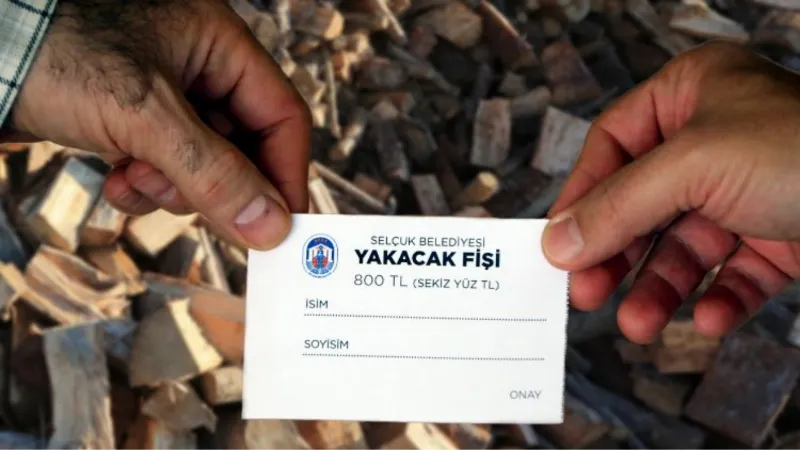 SELÇUK BELEDİYESİ
YAKACAK FİŞİ
800 TL (SEKİZ YÜZ TL)
İSİM
SOYİSİM
ONAY